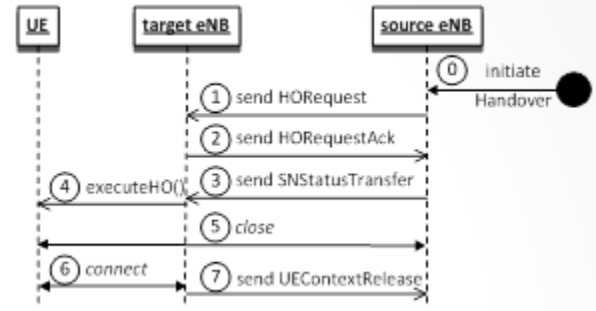 UE
target eNB
source eNB
0 initiate
Handover
1 send HORequest
2 send HORequestAck
3 send SNStatusTransfer
4 executeHO()
5 close
6 connect
7 send UEContextRelease